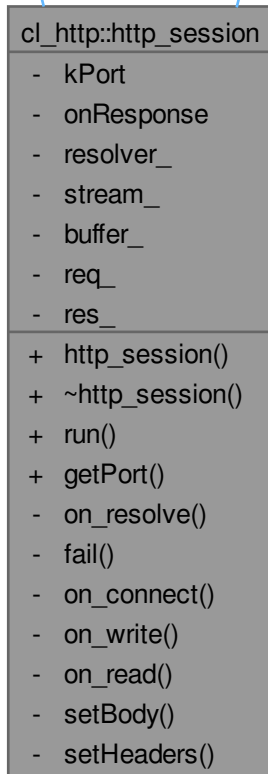 cl_http::http_session
- kPort
- onResponse
- resolver_
- stream_
- buffer_
- req_
- res_
+ http_session()
+ ~http_session()
+ run()
+ getPort()
- on_resolve()
- fail()
- on_connect()
- on_write()
- on_read()
- setBody()
- setHeaders()